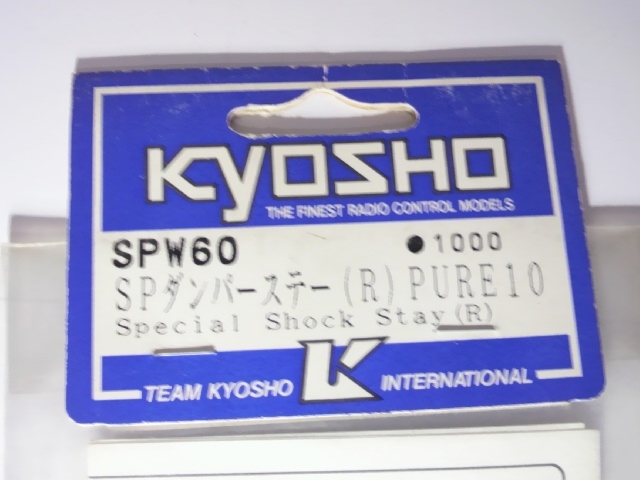 KYOSHO
THE FINEST RADIO CONTROL MODELS
SPW60 ●1000
SPダンパーステー(R)PURE10
Special Shock Stay(R)
TEAM KYOSHO K INTERNATIONAL